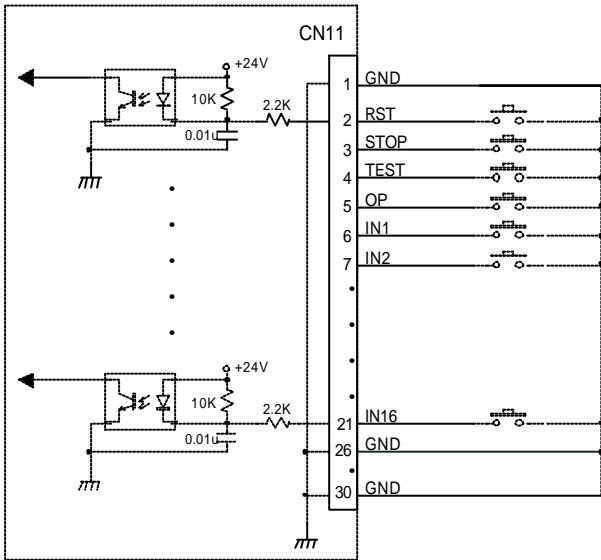 CN11
+24V
10K
2.2K
0.01u
1 GND
2 RST
3 STOP
4 TEST
5 OP
6 IN1
7 IN2
+24V
10K
2.2K
0.01u
21 IN16
26 GND
30 GND